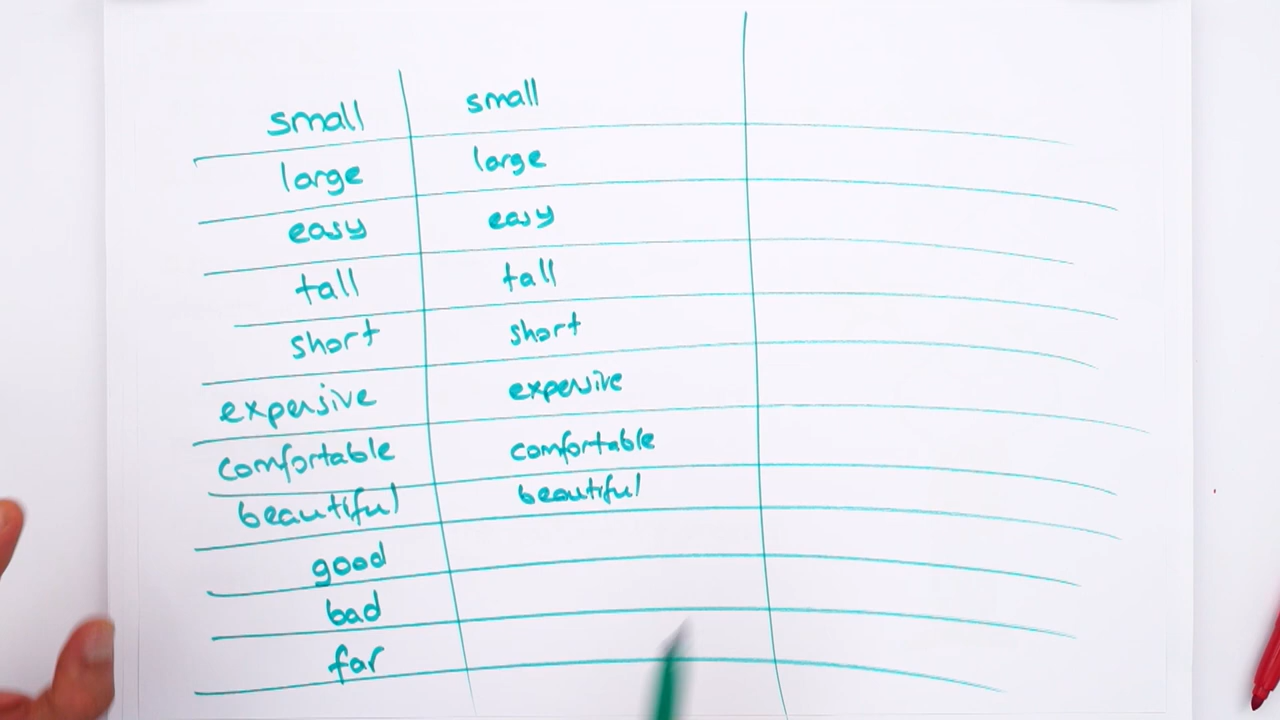 small small
large large
easy easy
tall tall
short short
expensive expensive
comfortable comfortable
beautiful beautiful
good
bad
far